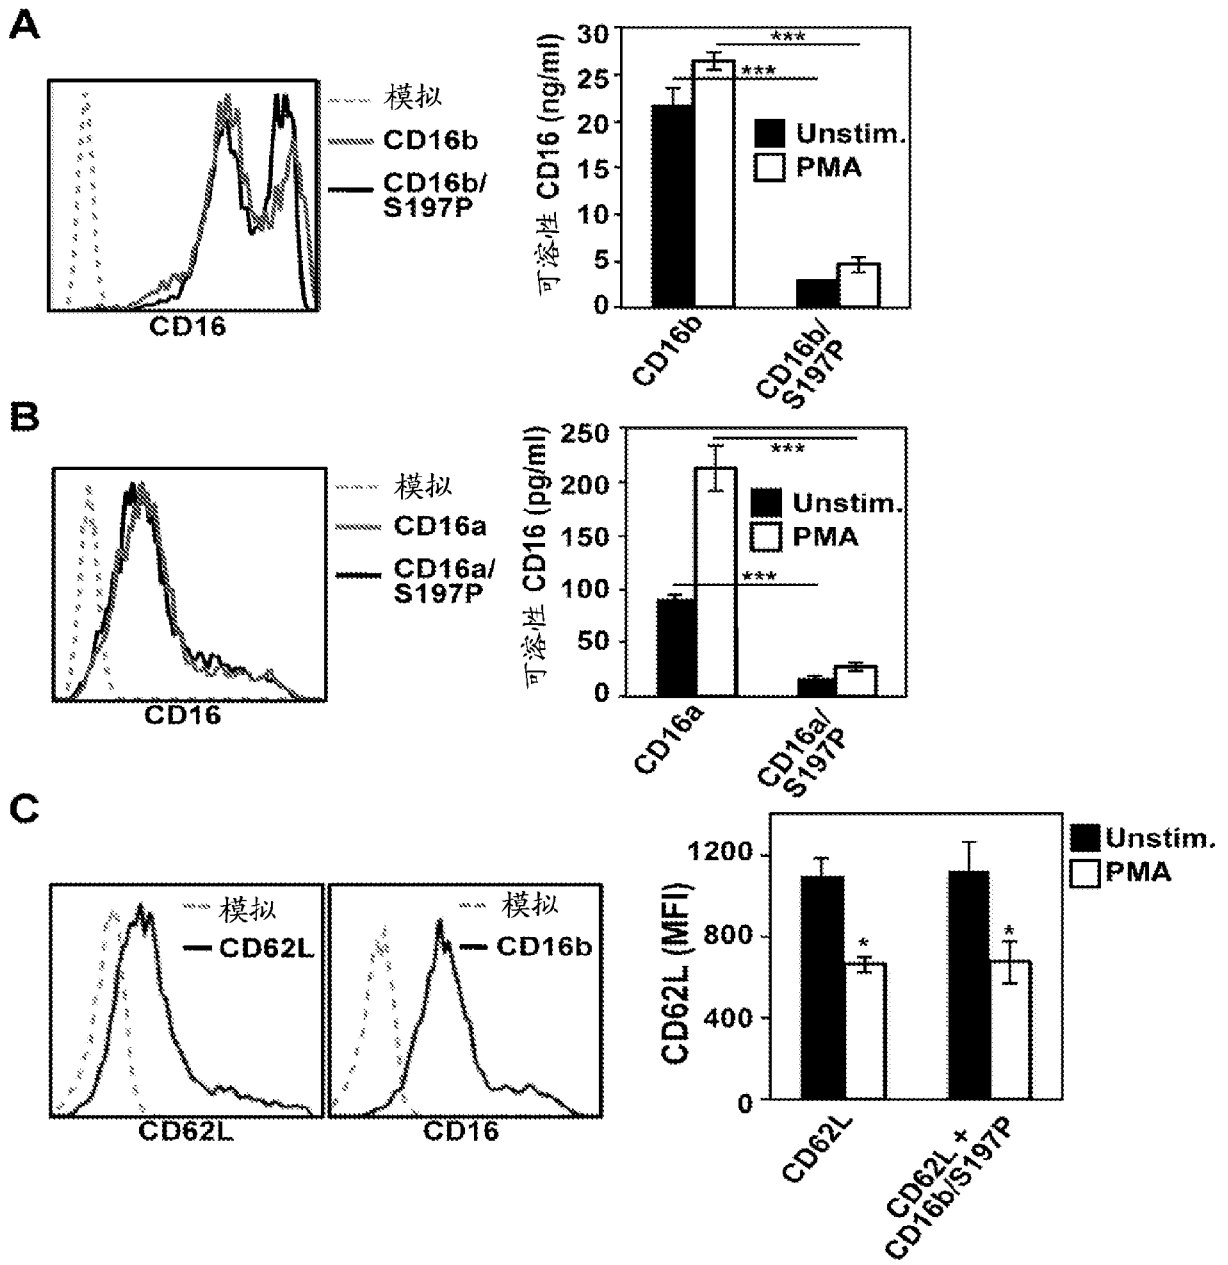 A
模拟
CD16b
CD16b/
S197P
CD16
可溶性 CD16 (ng/ml)
30
25
20
15
10
5
0
***
***
Unstim.
PMA
CD16b
CD16b/
S197P
B
模拟
CD16a
CD16a/
S197P
CD16
可溶性 CD16 (pg/ml)
250
200
150
100
50
0
***
***
Unstim.
PMA
CD16a
CD16a/
S197P
C
模拟
CD62L
CD62L
模拟
CD16b
CD16
CD62L (MFI)
1200
800
400
0
*
*
Unstim.
PMA
CD62L
CD62L +
CD16b/S197P